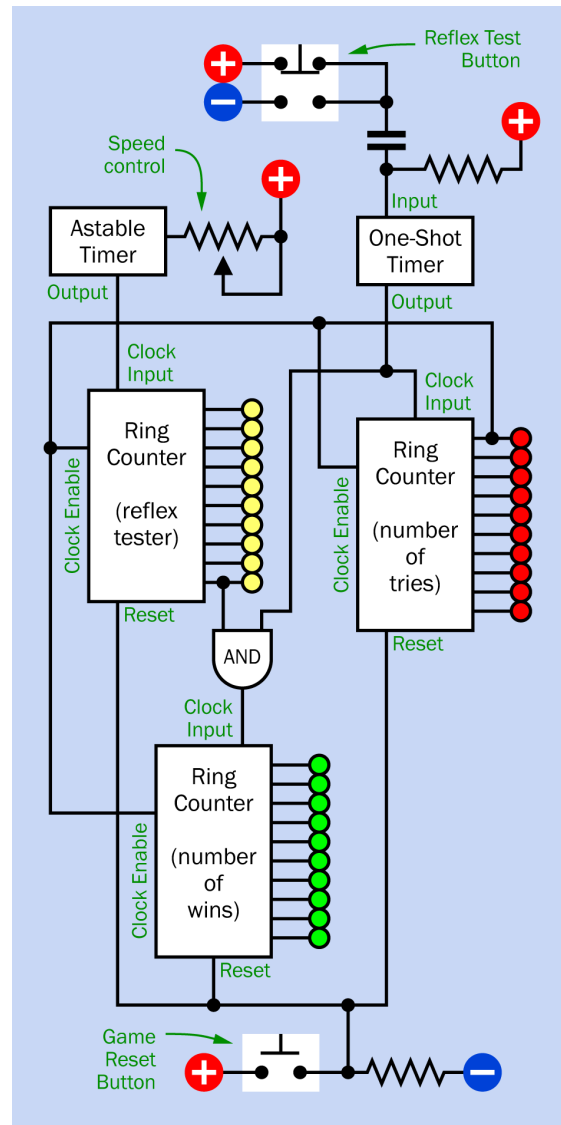 Reflex Test
Button
+
−
+
Speed
control
+
Input
Astable
Timer
One-Shot
Timer
Output
Output
Clock
Input
Clock
Input
Ring
Counter
(reflex
tester)
Clock Enable
Ring
Counter
(number
of
tries)
Clock Enable
Reset
Reset
AND
Clock
Input
Ring
Counter
(number
of
wins)
Clock Enable
Reset
Game
Reset
Button
+
−